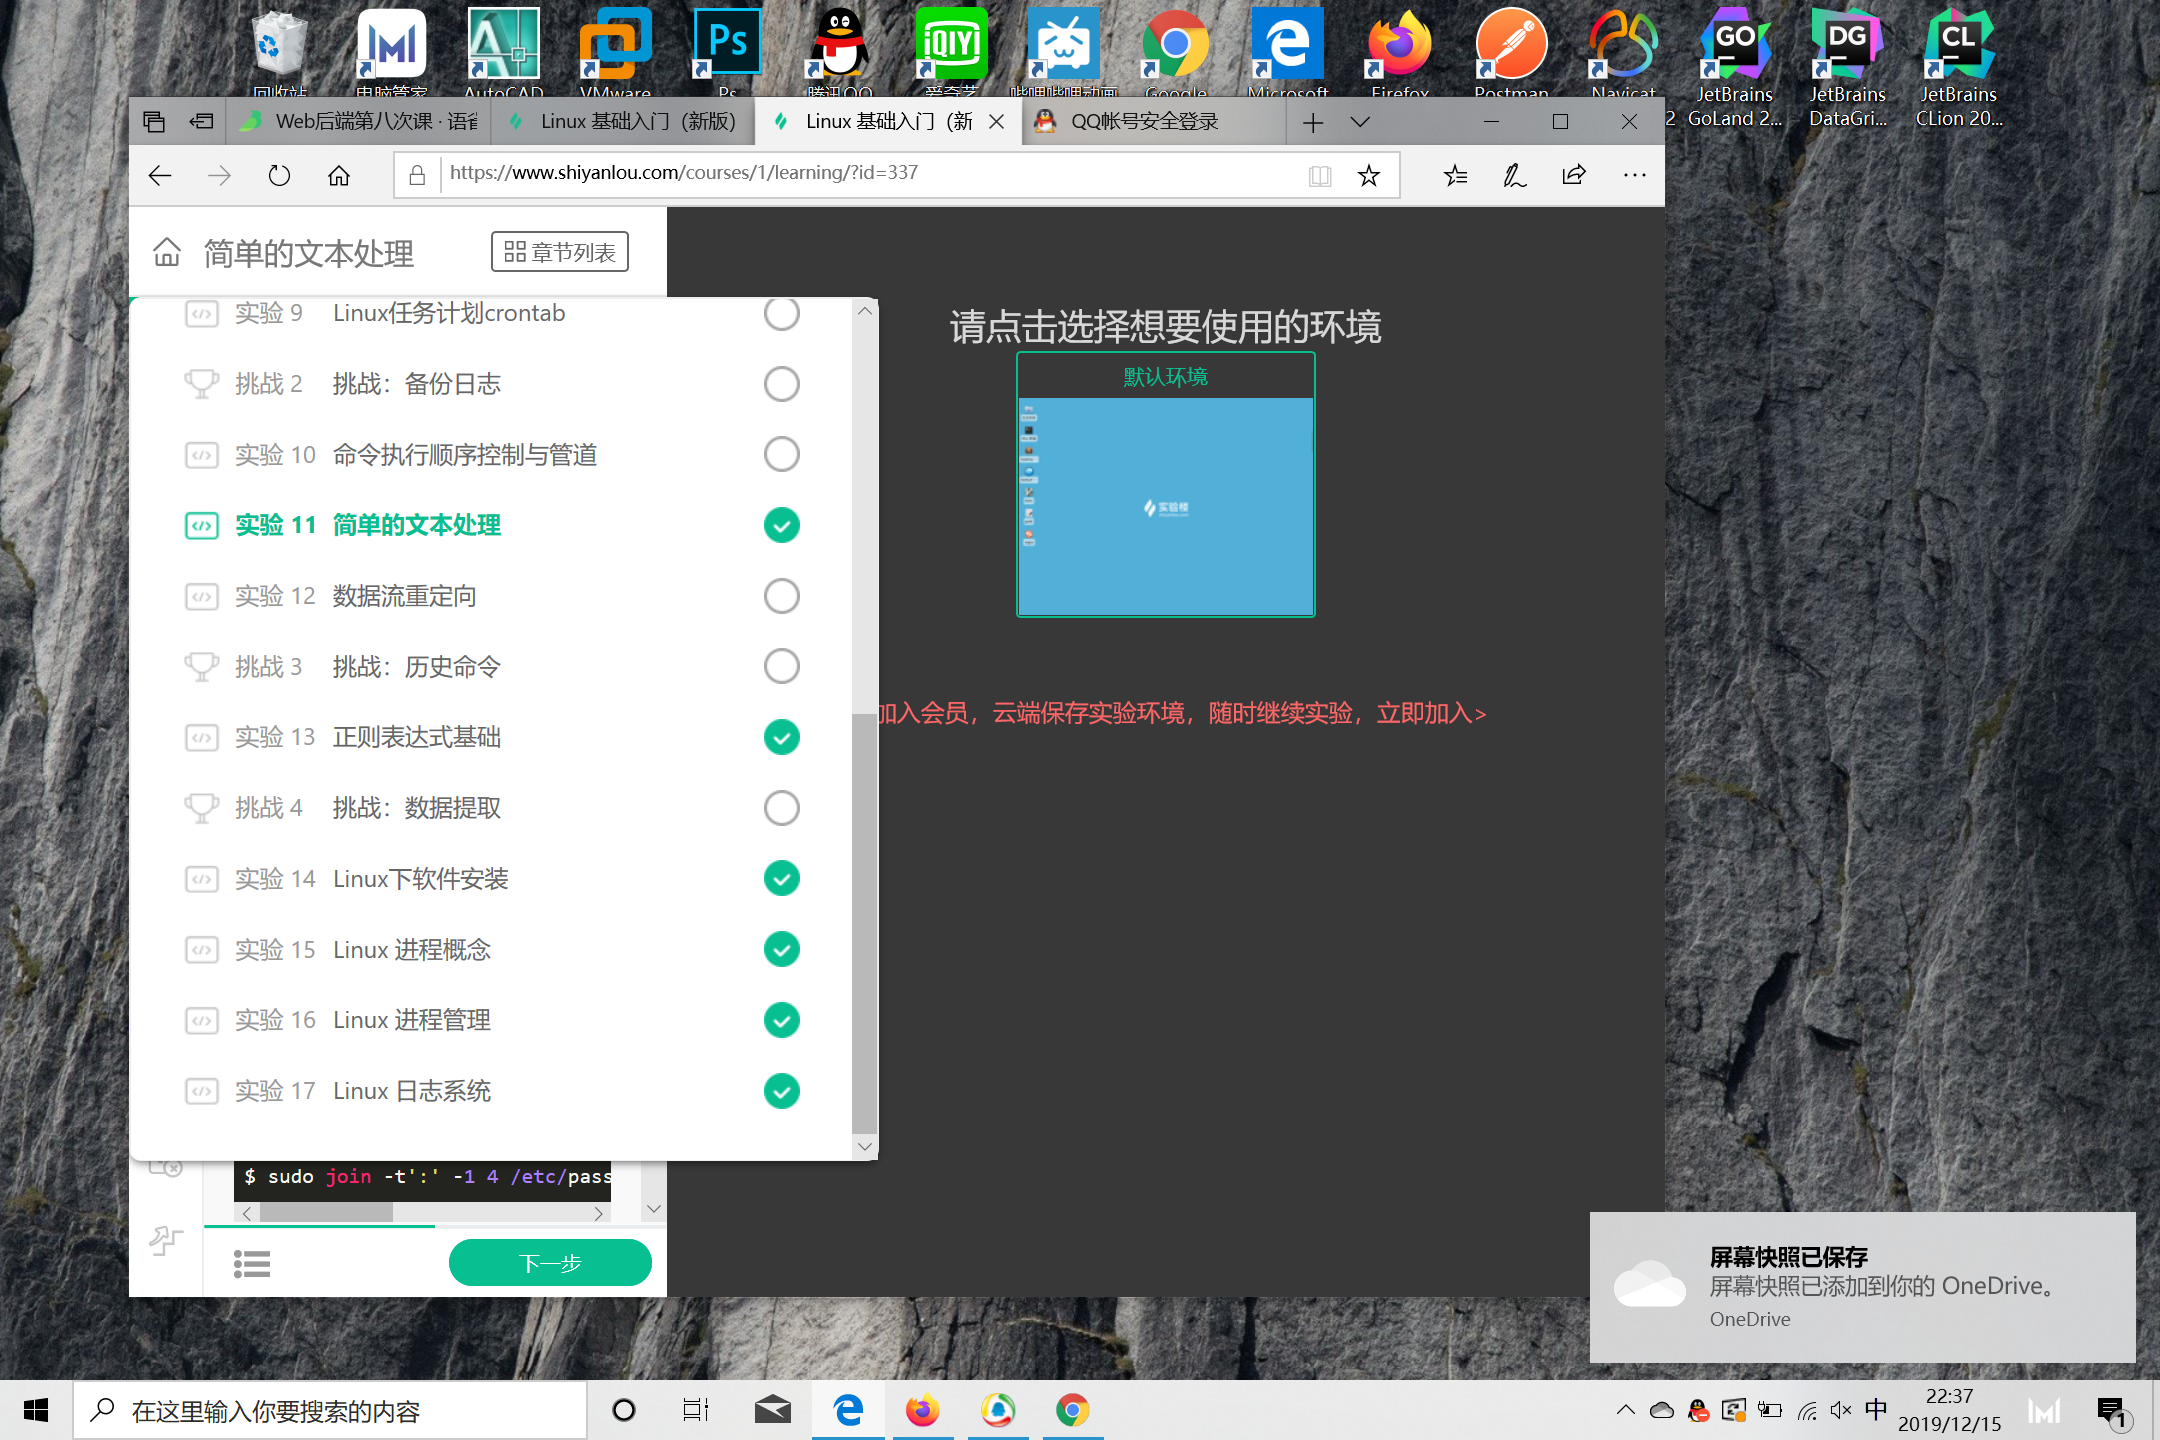 回收站
电脑管家
AutoCAD
VMware
Ps
腾讯QQ
爱奇艺
哔哩哔哩动画
Google
Microsoft
Firefox
Postman
Navicat
JetBrains
GoLand 2...
JetBrains
DataGri...
JetBrains
CLion 20...
Web后端第八次课 · 语雀
Linux 基础入门（新版）
Linux 基础入门（新
QQ帐号安全登录
https://www.shiyanlou.com/courses/1/learning/?id=337
简单的文本处理
章节列表
实验 9 Linux任务计划crontab
挑战 2 挑战：备份日志
实验 10 命令执行顺序控制与管道
实验 11 简单的文本处理
实验 12 数据流重定向
挑战 3 挑战：历史命令
实验 13 正则表达式基础
挑战 4 挑战：数据提取
实验 14 Linux下软件安装
实验 15 Linux 进程概念
实验 16 Linux 进程管理
实验 17 Linux 日志系统
$ sudo join -t':' -1 4 /etc/pass
下一步
请点击选择想要使用的环境
默认环境
实验楼
加入会员，云端保存实验环境，随时继续实验，立即加入>
屏幕快照已保存
屏幕快照已添加到你的 OneDrive。
OneDrive
在这里输入你要搜索的内容
中
22:37
2019/12/15
1